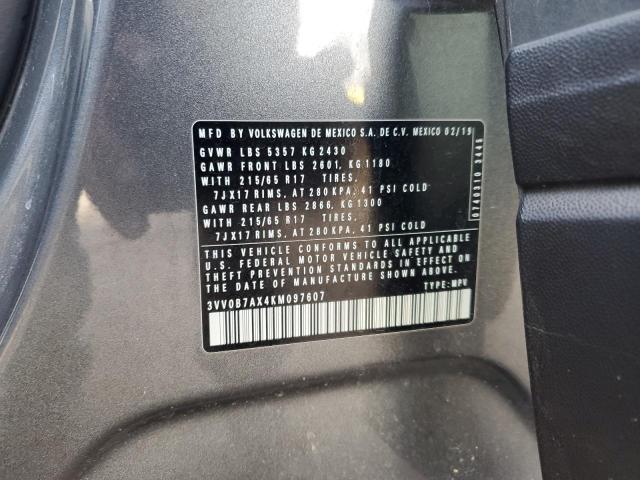 MFD BY VOLKSWAGEN DE MEXICO S.A. DE C.V. MEXICO 02/19
GVWR LBS 5357 KG 2430
GAWR FRONT LBS 2601, KG 1180
WITH 215/65 R17 TIRES,
7JX17 RIMS, AT 280 KPA, 41 PSI COLD
GAWR REAR LBS 2866, KG 1300
WITH 215/65 R17 TIRES,
7JX17 RIMS, AT 280 KPA, 41 PSI COLD
THIS VEHICLE CONFORMS TO ALL APPLICABLE
U.S. FEDERAL MOTOR VEHICLE SAFETY AND
THEFT PREVENTION STANDARDS IN EFFECT ON
THE DATE OF MANUFACTURE SHOWN ABOVE.
3VV0B7AX4KM097607
TYPE: MPV